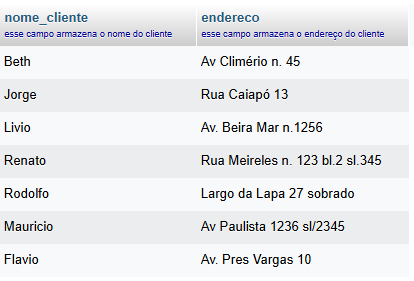 nome_cliente endereco
esse campo armazena o nome do cliente esse campo armazena o endereço do cliente
Beth Av Climério n. 45
Jorge Rua Caiapó 13
Livio Av. Beira Mar n.1256
Renato Rua Meireles n. 123 bl.2 sl.345
Rodolfo Largo da Lapa 27 sobrado
Mauricio Av Paulista 1236 sl/2345
Flavio Av. Pres Vargas 10